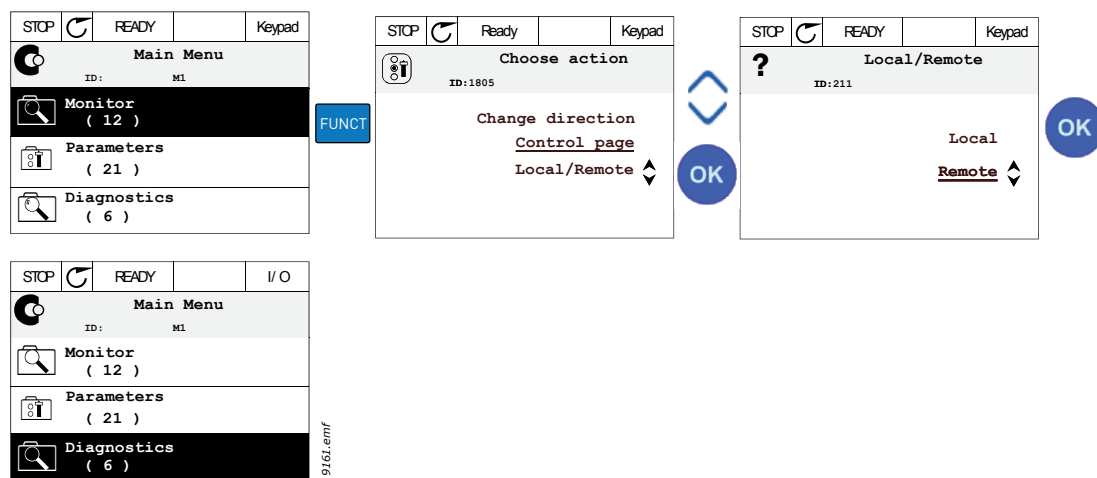 STOP READY Keypad
Main Menu
ID: M1
Monitor
( 12 )
Parameters
( 21 )
Diagnostics
( 6 )
FUNCT
STOP Ready Keypad
Choose action
ID:1805
Change direction
Control page
Local/Remote
OK
STOP READY Keypad
?
Local/Remote
ID:211
Local
Remote
OK
STOP READY I/O
Main Menu
ID: M1
Monitor
( 12 )
Parameters
( 21 )
Diagnostics
( 6 )
9161.emf